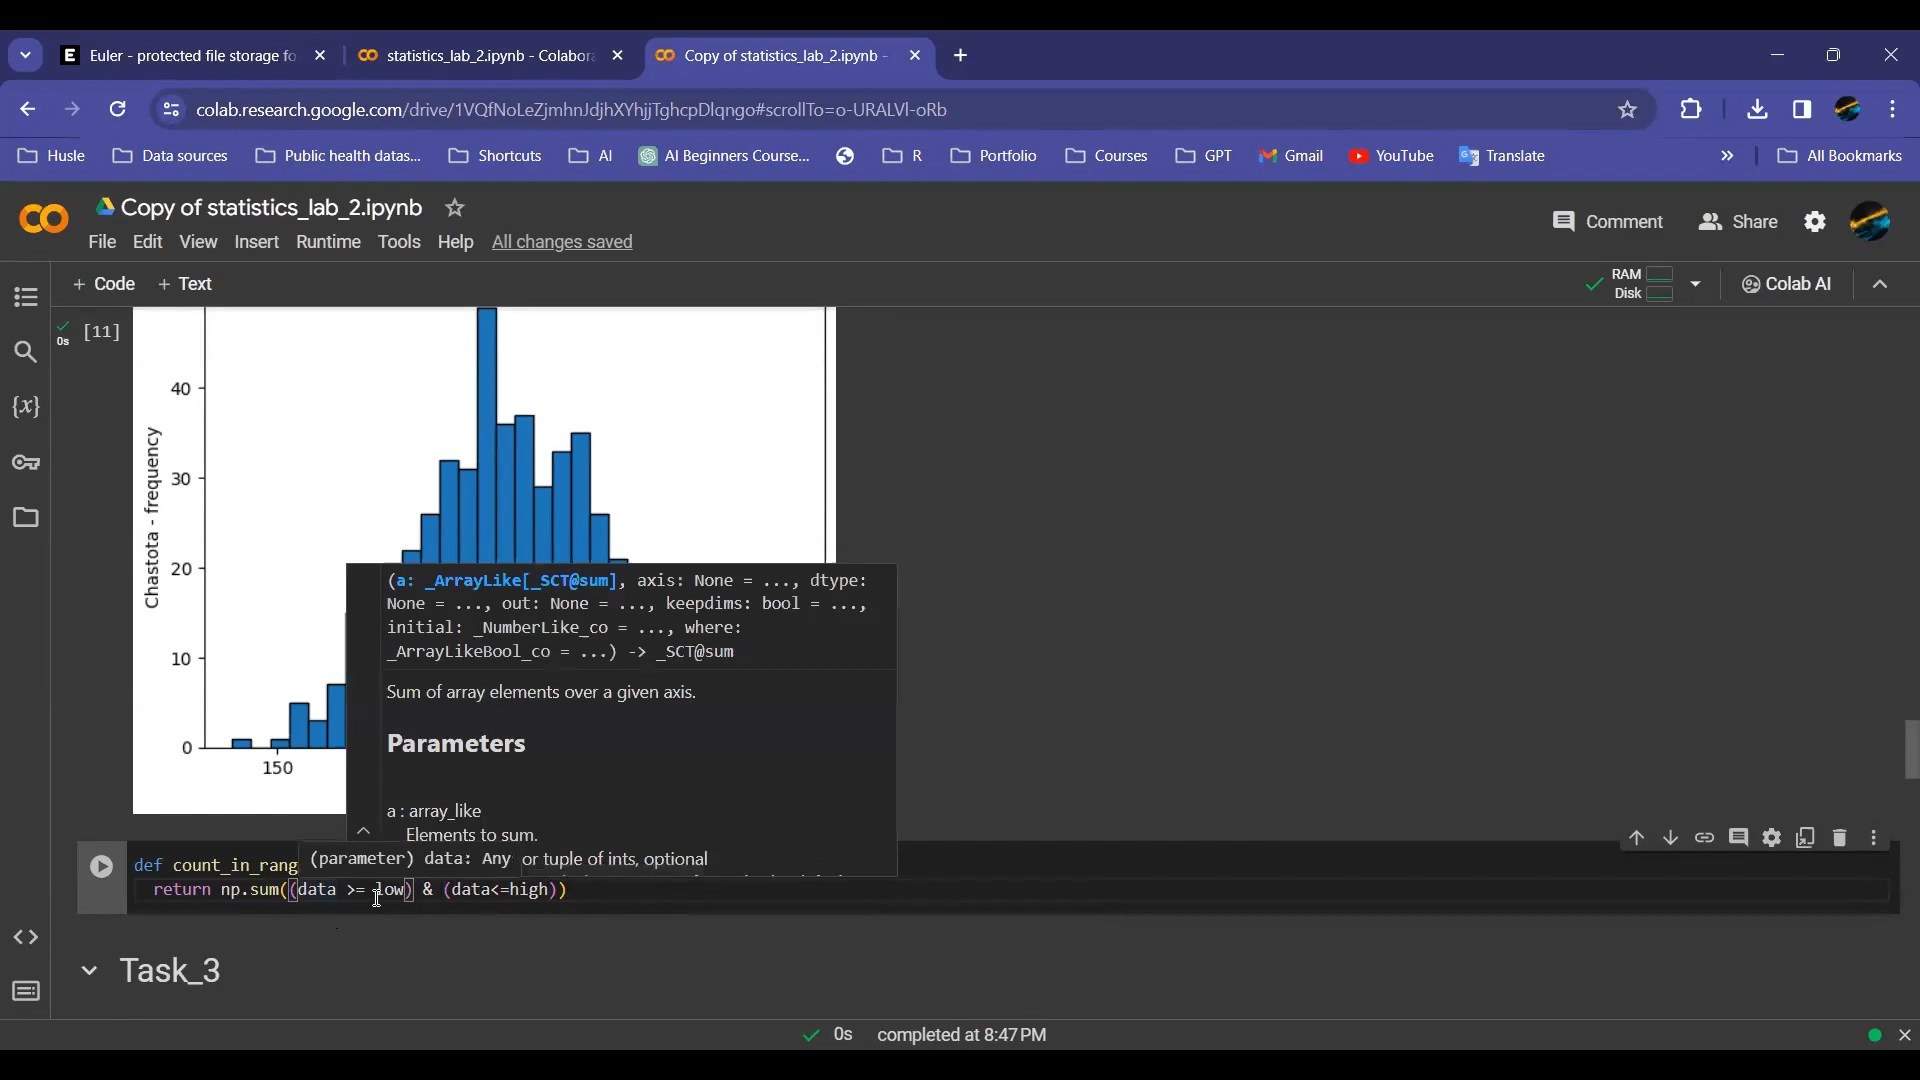 Euler - protected file storage fo
statistics_lab_2.ipynb - Colabora
Copy of statistics_lab_2.ipynb -
colab.research.google.com/drive/1VQfNoLeZjmhnJdjhXYhjjTghcpDlqngo#scrollTo=o-URALVl-oRb
Husle
Data sources
Public health datas...
Shortcuts
AI
AI Beginners Course...
R
Portfolio
Courses
GPT
Gmail
YouTube
Translate
All Bookmarks
Copy of statistics_lab_2.ipynb
File Edit View Insert Runtime Tools Help All changes saved
Comment
Share
+ Code + Text
RAM
Disk
Colab AI
[11]
0s
Chastota - frequency
40
30
20
10
0
150
(a: _ArrayLike[_SCT@sum], axis: None = ..., dtype:
None = ..., out: None = ..., keepdims: bool = ...,
initial: _NumberLike_co = ..., where:
_ArrayLikeBool_co = ...) -> _SCT@sum
Sum of array elements over a given axis.
Parameters
a : array_like
Elements to sum.
(parameter) data: Any or tuple of ints, optional
def count_in_rang
return np.sum((data >= low) & (data<=high))
Task_3
0s completed at 8:47 PM